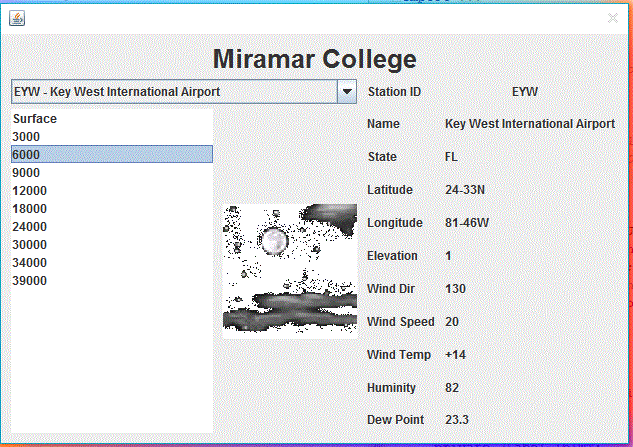 Miramar College
EYW - Key West International Airport
Surface
3000
6000
9000
12000
18000
24000
30000
34000
39000
Station ID EYW
Name Key West International Airport
State FL
Latitude 24-33N
Longitude 81-46W
Elevation 1
Wind Dir 130
Wind Speed 20
Wind Temp +14
Huminity 82
Dew Point 23.3